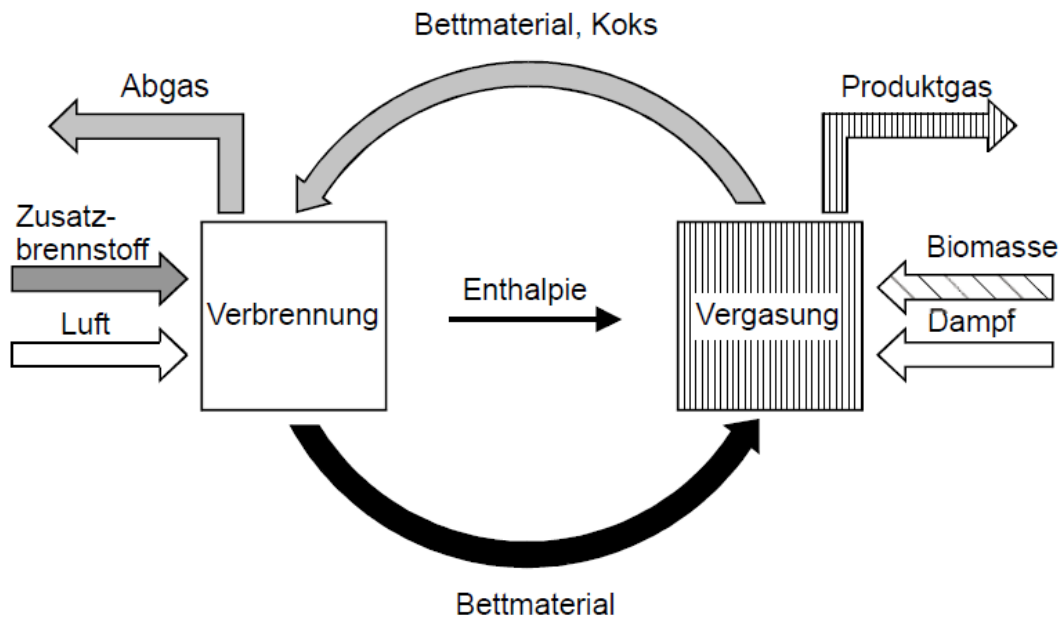 Bettmaterial, Koks
Abgas
Produktgas
Zusatz-
brennstoff
Biomasse
Enthalpie
Luft
Verbrennung
Vergasung
Dampf
Bettmaterial